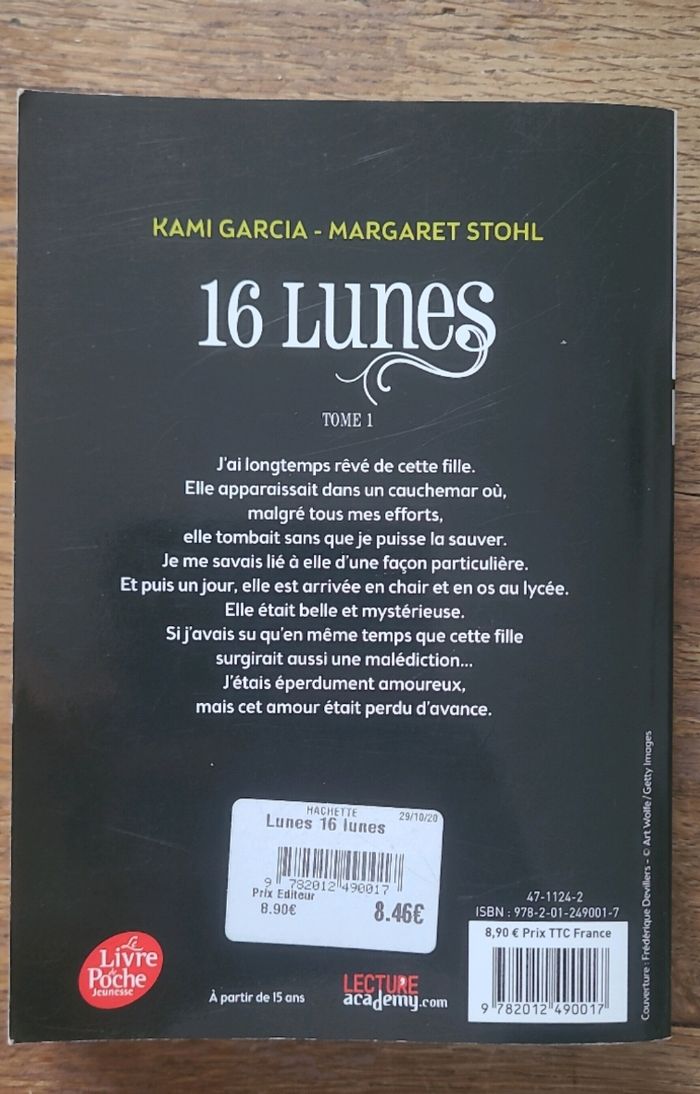 KAMI GARCIA - MARGARET STOHL
16 LUNES
TOME 1
J'ai longtemps rêvé de cette fille.
Elle apparaissait dans un cauchemar où,
malgré tous mes efforts,
elle tombait sans que je puisse la sauver.
Je me savais lié à elle d'une façon particulière.
Et puis un jour, elle est arrivée en chair et en os au lycée.
Elle était belle et mystérieuse.
Si j'avais su qu'en même temps que cette fille
surgirait aussi une malédiction...
J'étais éperdument amoureux,
mais cet amour était perdu d'avance.
HACHETTE 29/10/20
Lunes 16 lunes
9 782012 490017
Prix Editeur
8.90€ 8.46€
Le
Livre
de
Poche
Jeunesse
À partir de 15 ans
LECTURE
academy.com
47-1124-2
ISBN : 978-2-01-249001-7
8,90 € Prix TTC France
9 782012 490017
Couverture : Frédérique Devillers - © Art Wolfe / Getty Images